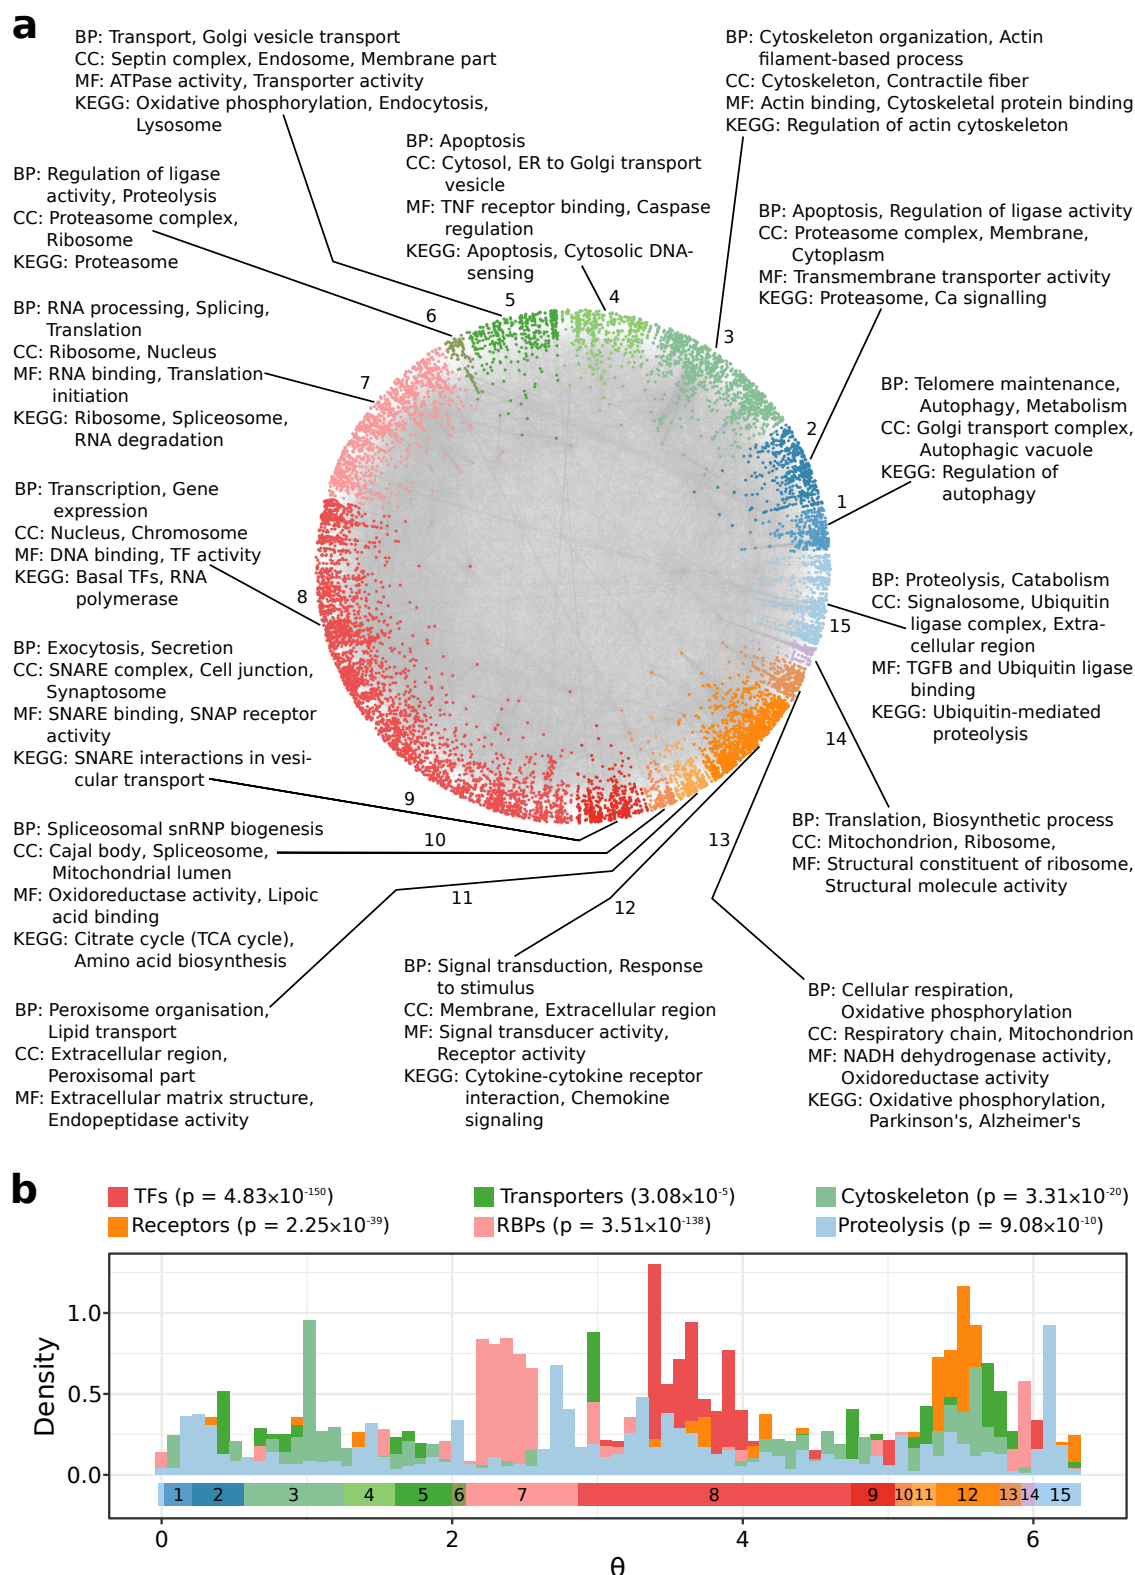 a
BP: Transport, Golgi vesicle transport
CC: Septin complex, Endosome, Membrane part
MF: ATPase activity, Transporter activity
KEGG: Oxidative phosphorylation, Endocytosis,
Lysosome
BP: Cytoskeleton organization, Actin
filament-based process
CC: Cytoskeleton, Contractile fiber
MF: Actin binding, Cytoskeletal protein binding
KEGG: Regulation of actin cytoskeleton
BP: Apoptosis
CC: Cytosol, ER to Golgi transport
vesicle
MF: TNF receptor binding, Caspase
regulation
KEGG: Apoptosis, Cytosolic DNA-
sensing
BP: Regulation of ligase
activity, Proteolysis
CC: Proteasome complex,
Ribosome
KEGG: Proteasome
BP: Apoptosis, Regulation of ligase activity
CC: Proteasome complex, Membrane,
Cytoplasm
MF: Transmembrane transporter activity
KEGG: Proteasome, Ca signalling
BP: RNA processing, Splicing,
Translation
CC: Ribosome, Nucleus
MF: RNA binding, Translation
initiation
KEGG: Ribosome, Spliceosome,
RNA degradation
BP: Telomere maintenance,
Autophagy, Metabolism
CC: Golgi transport complex,
Autophagic vacuole
KEGG: Regulation of
autophagy
BP: Transcription, Gene
expression
CC: Nucleus, Chromosome
MF: DNA binding, TF activity
KEGG: Basal TFs, RNA
polymerase
BP: Proteolysis, Catabolism
CC: Signalosome, Ubiquitin
ligase complex, Extra-
cellular region
MF: TGFB and Ubiquitin ligase
binding
KEGG: Ubiquitin-mediated
proteolysis
BP: Exocytosis, Secretion
CC: SNARE complex, Cell junction,
Synaptosome
MF: SNARE binding, SNAP receptor
activity
KEGG: SNARE interactions in vesi-
cular transport
BP: Spliceosomal snRNP biogenesis
CC: Cajal body, Spliceosome,
Mitochondrial lumen
MF: Oxidoreductase activity, Lipoic
acid binding
KEGG: Citrate cycle (TCA cycle),
Amino acid biosynthesis
BP: Translation, Biosynthetic process
CC: Mitochondrion, Ribosome,
MF: Structural constituent of ribosome,
Structural molecule activity
BP: Peroxisome organisation,
Lipid transport
CC: Extracellular region,
Peroxisomal part
MF: Extracellular matrix structure,
Endopeptidase activity
BP: Signal transduction, Response
to stimulus
CC: Membrane, Extracellular region
MF: Signal transducer activity,
Receptor activity
KEGG: Cytokine-cytokine receptor
interaction, Chemokine
signaling
BP: Cellular respiration,
Oxidative phosphorylation
CC: Respiratory chain, Mitochondrion
MF: NADH dehydrogenase activity,
Oxidoreductase activity
KEGG: Oxidative phosphorylation,
Parkinson's, Alzheimer's
1
2
3
4
5
6
7
8
9
10
11
12
13
14
15
b
TFs (p = 4.83×10⁻¹⁵⁰)
Transporters (3.08×10⁻⁵)
Cytoskeleton (p = 3.31×10⁻²⁰)
Receptors (p = 2.25×10⁻³⁹)
RBPs (p = 3.51×10⁻¹³⁸)
Proteolysis (p = 9.08×10⁻¹⁰)
Density
1.0
0.5
0.0
1 2 3 4 5 6 7 8 9 10 11 12 13 14 15
0 2 4 6
θ